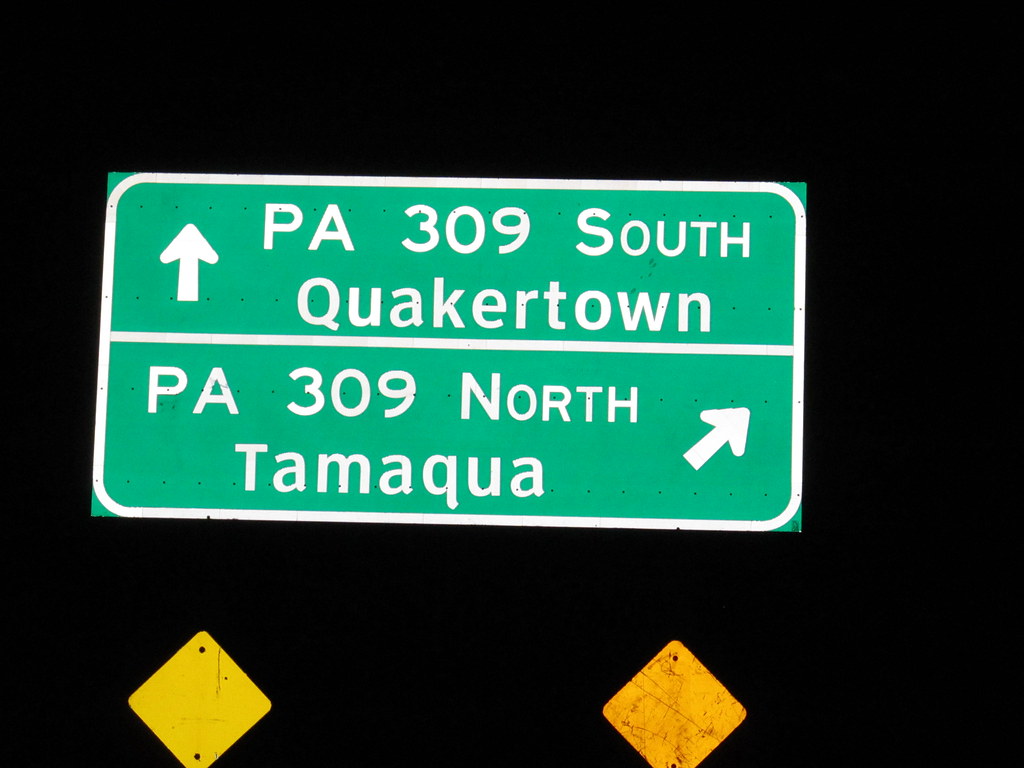 PA 309 SOUTH
Quakertown
PA 309 NORTH
Tamaqua